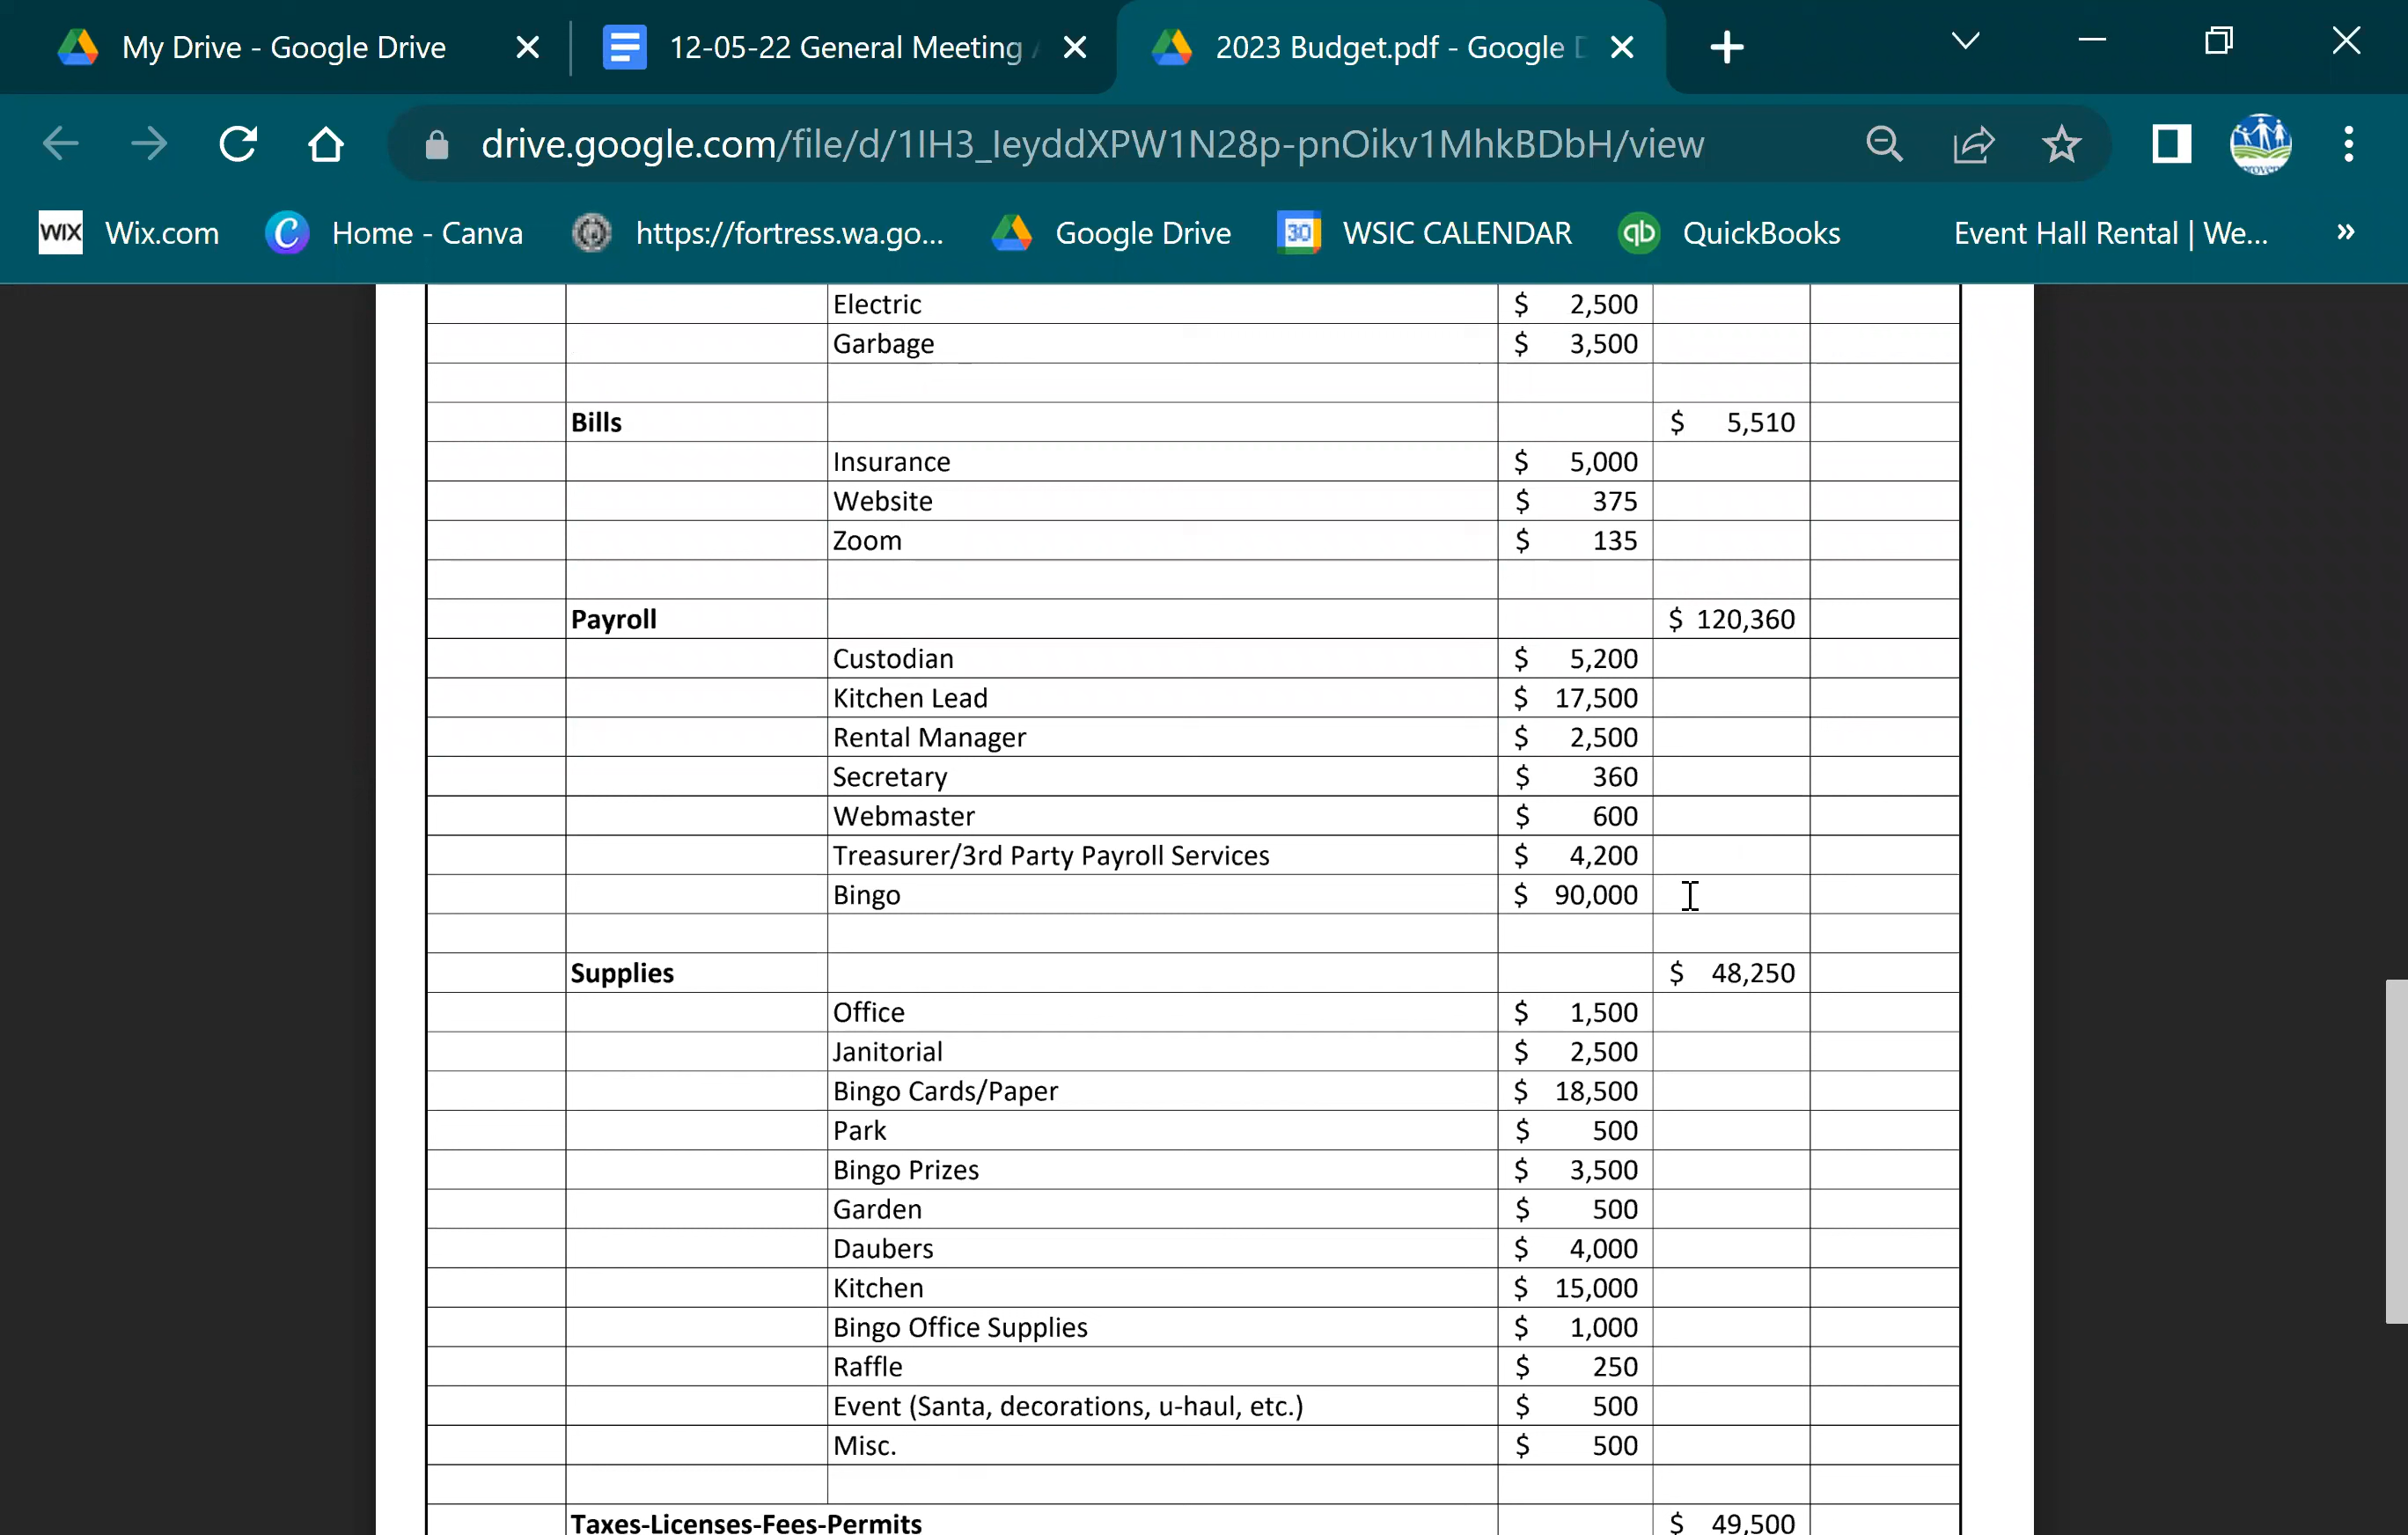 My Drive - Google Drive 12-05-22 General Meeting 2023 Budget.pdf - Google
drive.google.com/file/d/1IH3_IeyddXPW1N28p-pnOikv1MhkBDbH/view
WIX Wix.com Home - Canva https://fortress.wa.go... Google Drive 30 WSIC CALENDAR qb QuickBooks Event Hall Rental | We... »
Electric $ 2,500
Garbage $ 3,500
Bills $ 5,510
Insurance $ 5,000
Website $ 375
Zoom $ 135
Payroll $ 120,360
Custodian $ 5,200
Kitchen Lead $ 17,500
Rental Manager $ 2,500
Secretary $ 360
Webmaster $ 600
Treasurer/3rd Party Payroll Services $ 4,200
Bingo $ 90,000
Supplies $ 48,250
Office $ 1,500
Janitorial $ 2,500
Bingo Cards/Paper $ 18,500
Park $ 500
Bingo Prizes $ 3,500
Garden $ 500
Daubers $ 4,000
Kitchen $ 15,000
Bingo Office Supplies $ 1,000
Raffle $ 250
Event (Santa, decorations, u-haul, etc.) $ 500
Misc. $ 500
Taxes-Licenses-Fees-Permits $ 49,500